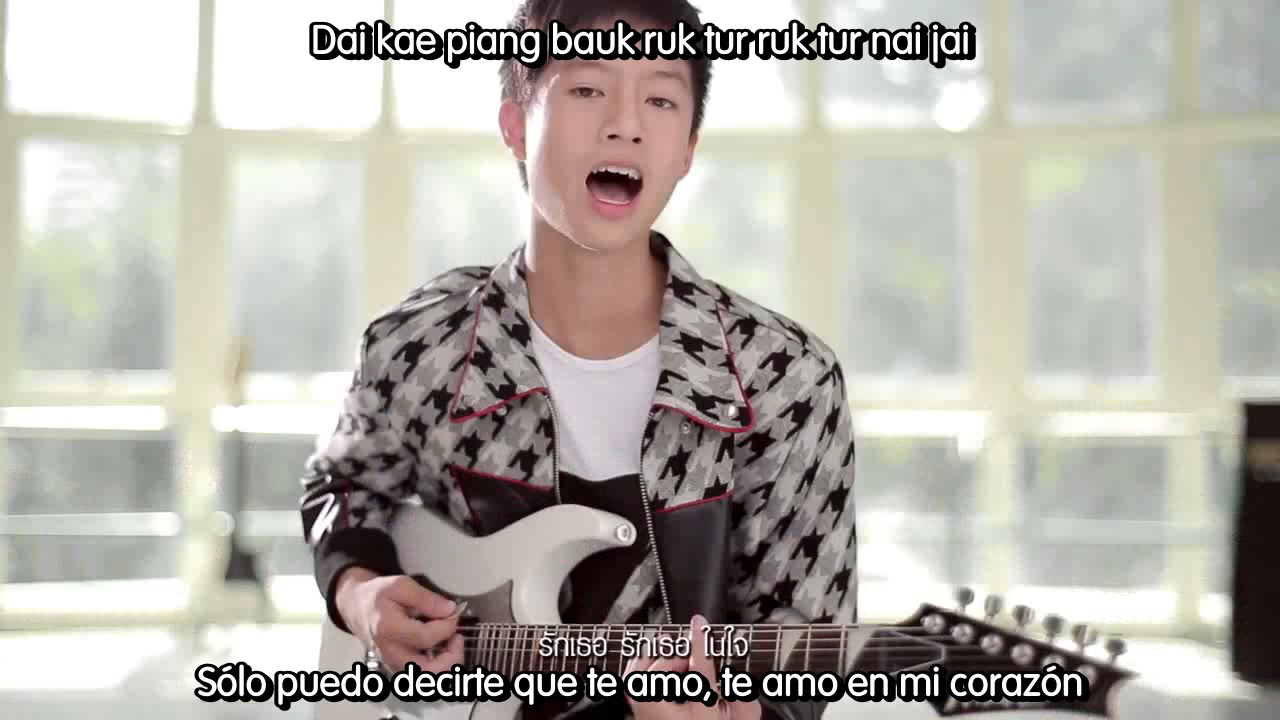 Dai kae piang bauk ruk tur ruk tur nai jai
รักเธอ รักเธอ ในใจ
Sólo puedo decirte que te amo, te amo en mi corazón